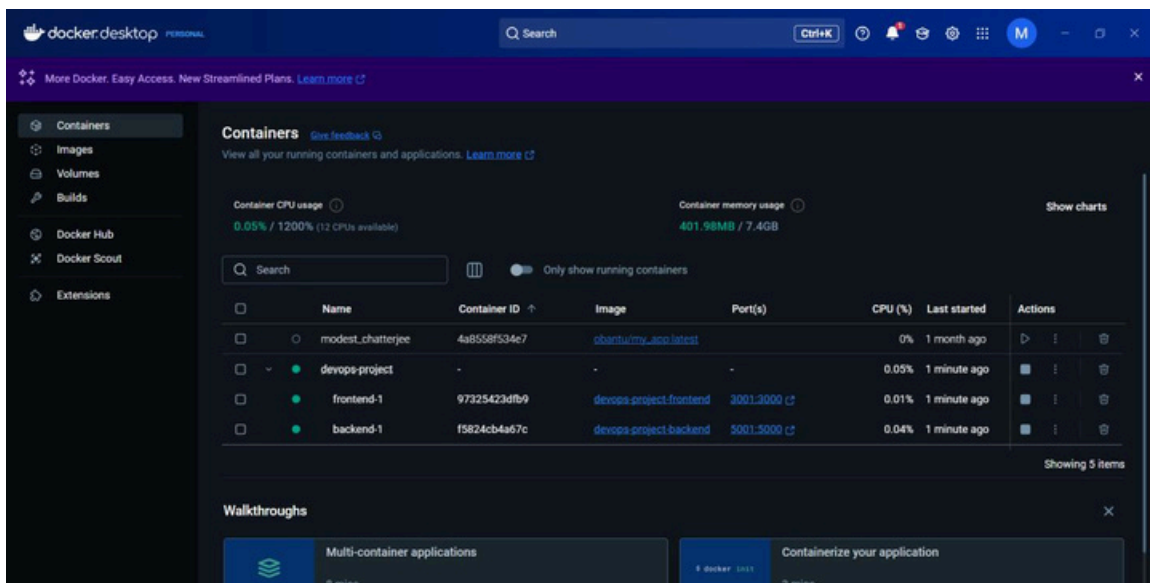 docker.desktop PERSONAL Search Ctrl+K M
More Docker. Easy Access. New Streamlined Plans. Learn more
Containers
Images
Volumes
Builds
Docker Hub
Docker Scout
Extensions
Containers Give feedback
View all your running containers and applications. Learn more
Container CPU usage
0.05% / 1200% (12 CPUs available)
Container memory usage
401.98MB / 7.4GB
Show charts
Search Only show running containers
Name Container ID Image Port(s) CPU (%) Last started Actions
modest_chatterjee 4a8558f534e7 obantu/my_app:latest 0% 1 month ago
devops-project - - - 0.05% 1 minute ago
frontend-1 97325423dfb9 devops-project-frontend 3001:3000 0.01% 1 minute ago
backend-1 f5824cb4a67c devops-project-backend 5001:5000 0.04% 1 minute ago
Showing 5 items
Walkthroughs
Multi-container applications
$ docker init
Containerize your application